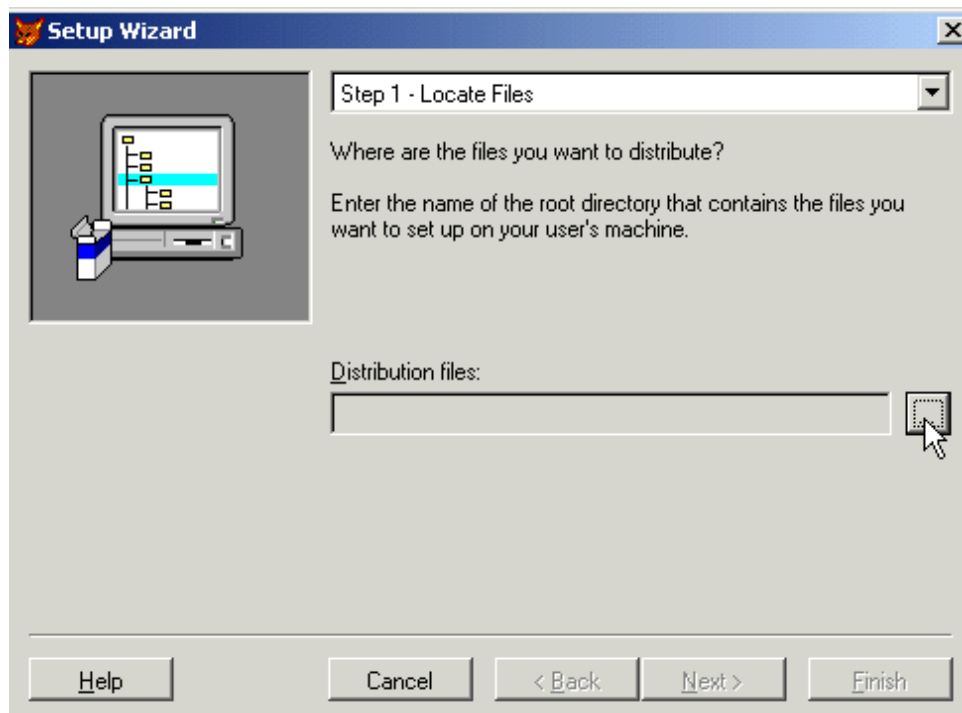 Setup Wizard
Step 1 - Locate Files
Where are the files you want to distribute?
Enter the name of the root directory that contains the files you
want to set up on your user's machine.
Distribution files:
Help
Cancel
< Back
Next >
Finish